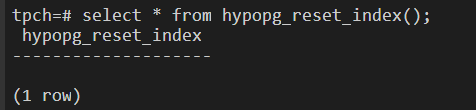 tpch=# select * from hypopg_reset_index();
 hypopg_reset_index
--------------------

(1 row)